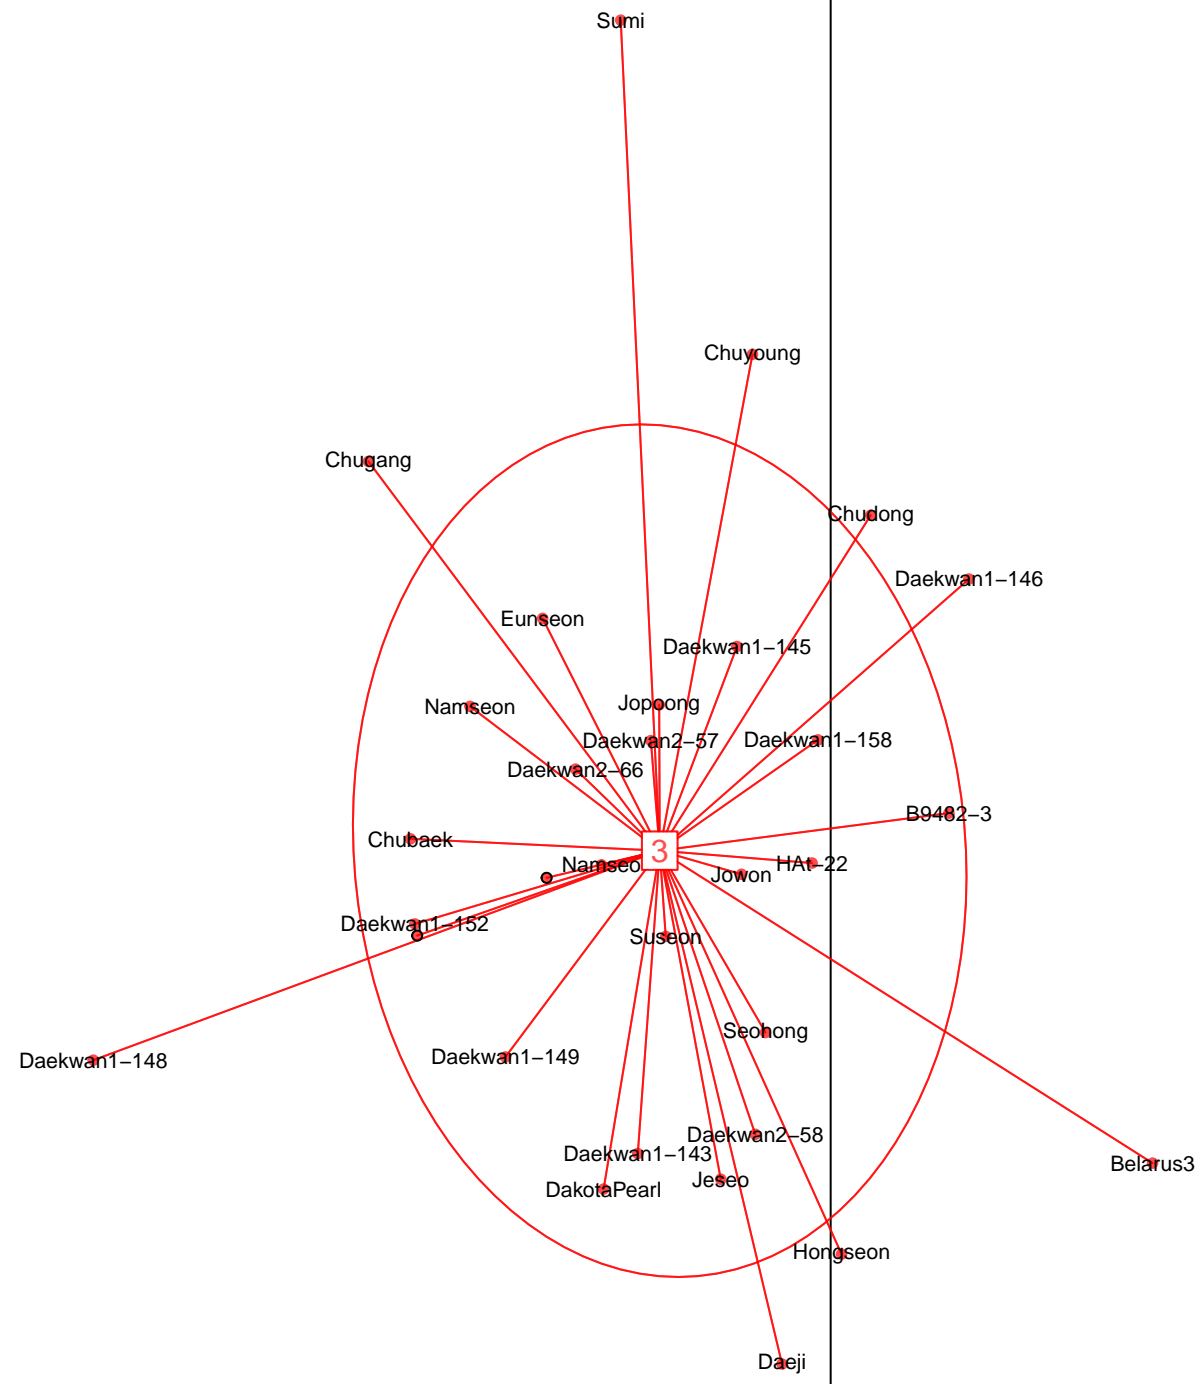 Sumi
Chuyoung
Chugang
Chudong
Daekwan1−146
Eunseon
Daekwan1−145
Jopoong
Namseon
Daekwan2−57
Daekwan1−158
Daekwan2−66
B9482−3
Chubaek
3
HAt−22
Namseo
Jowon
Daekwan1−152
Suseon
Seohong
Daekwan1−149
Daekwan1−148
Daekwan2−58
Daekwan1−143
Belarus3
Jeseo
DakotaPearl
Hongseon
Daeji